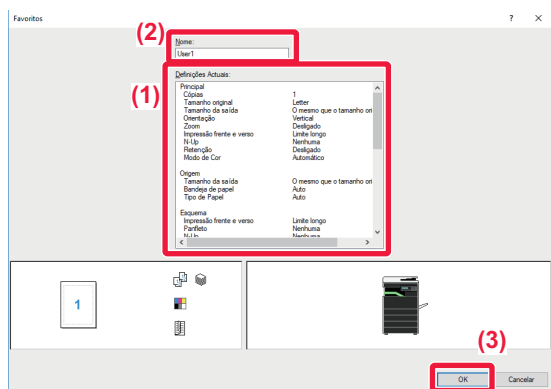 Favoritos ? ×
(2)
Nome:
User1
(1)
Definições Actuais:
Principal
Cópias 1
Tamanho original Letter
Tamanho da saída O mesmo que o tamanho ori
Orientação Vertical
Zoom Desligado
Impressão frente e verso Limite longo
N-Up Nenhuma
Retenção Desligado
Modo de Cor Automático
Origem
Tamanho da saída O mesmo que o tamanho ori
Bandeja de papel Auto
Tipo de Papel Auto
Esquema
Impressão frente e verso Limite longo
Panfleto Nenhuma
N-Up Nenhuma
1
(3)
OK Cancelar